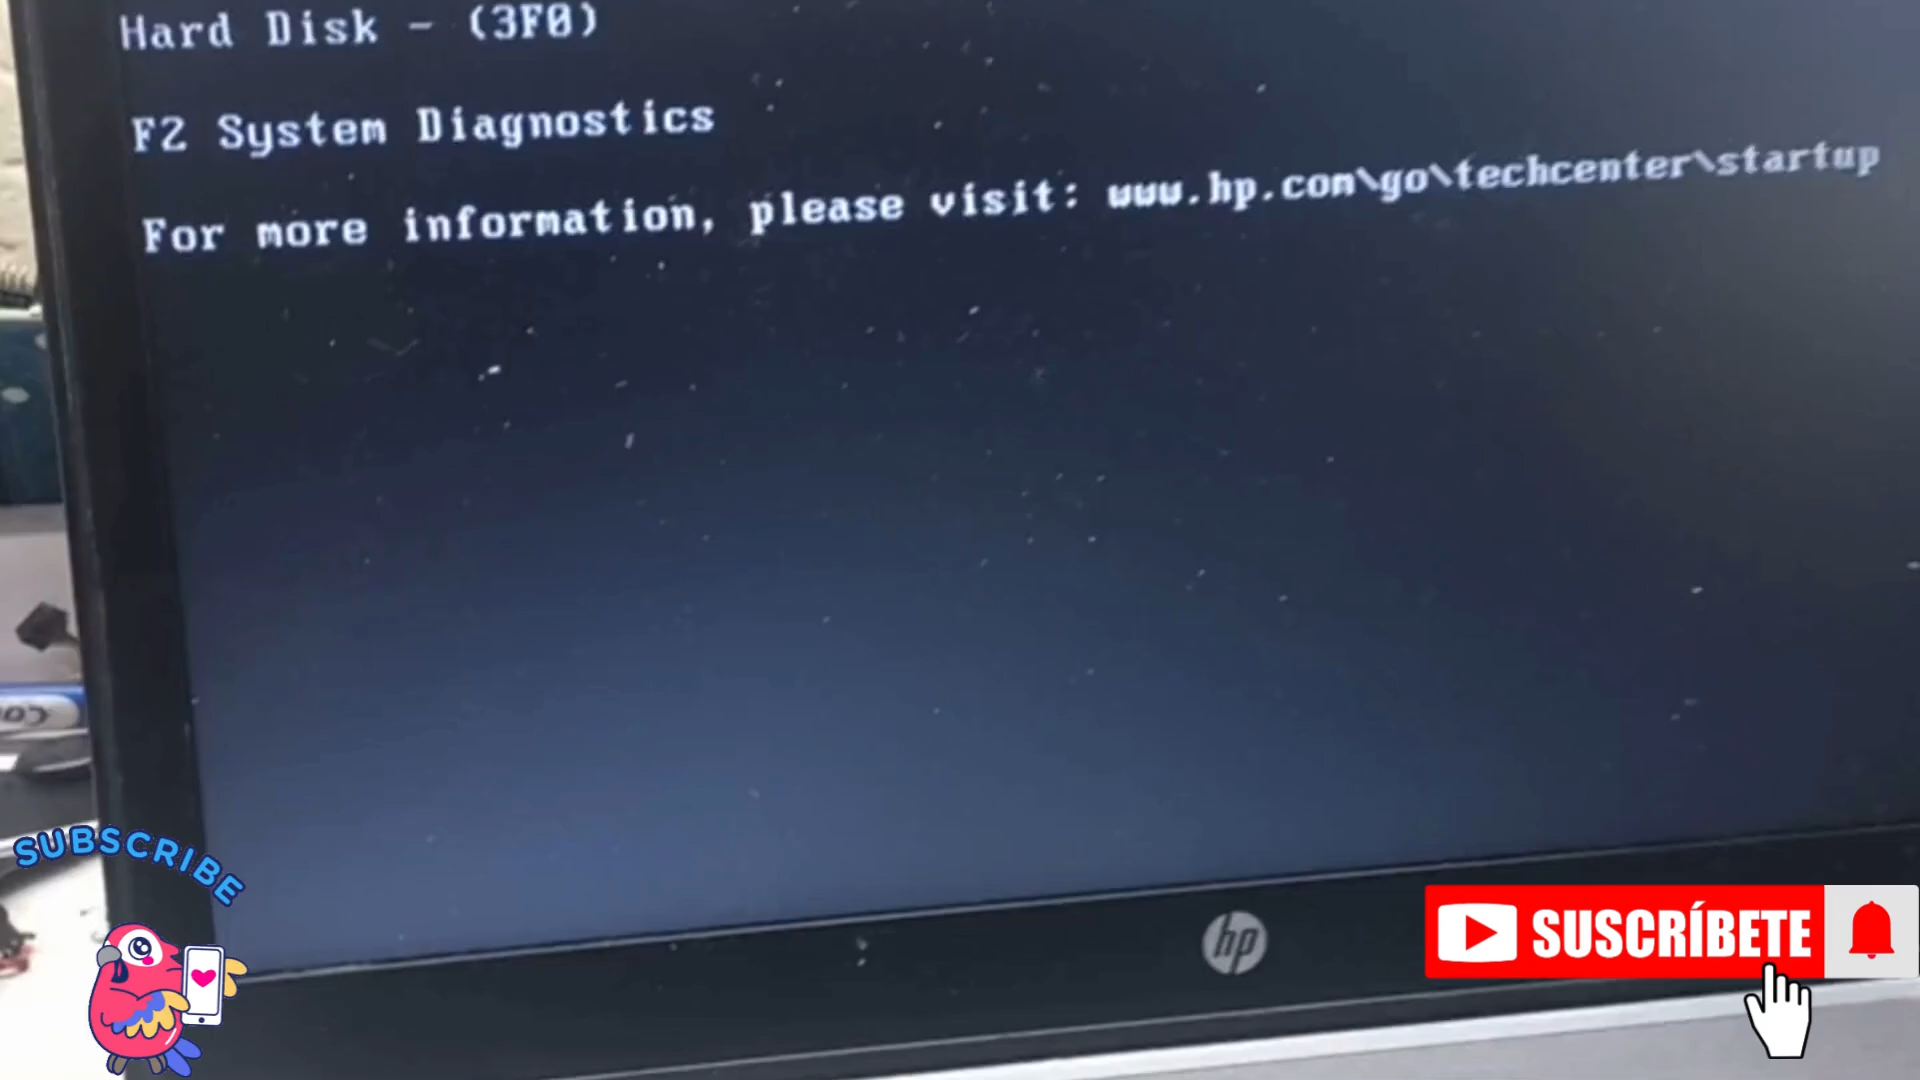 Hard Disk - (3F0)
F2 System Diagnostics
For more information, please visit: www.hp.com\go\techcenter\startup
hp
SUBSCRIBE
SUSCRÍBETE